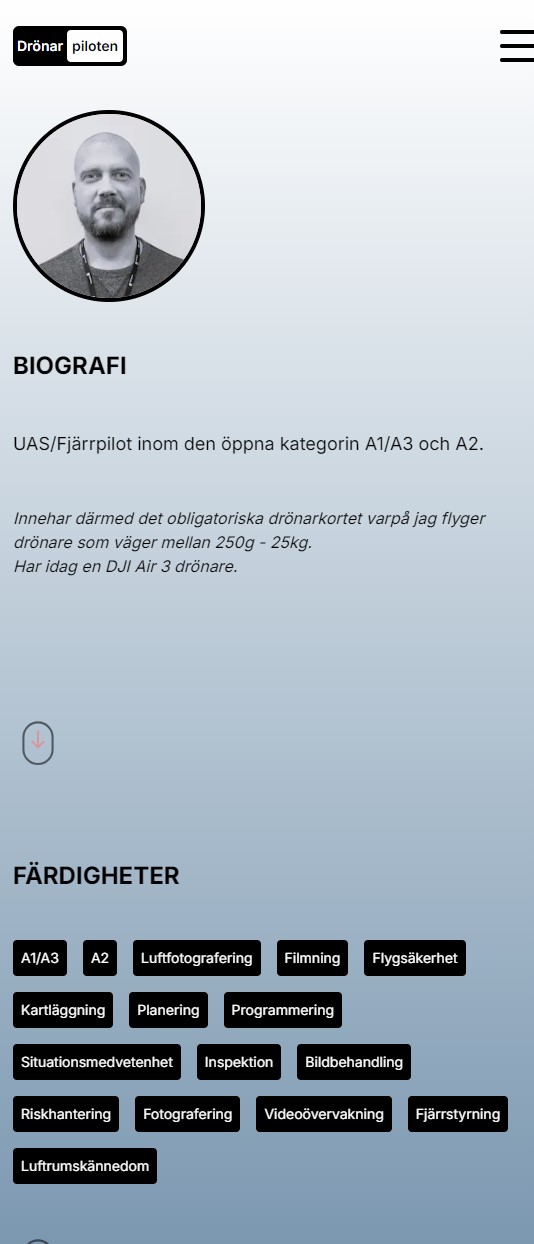 Drönar piloten
BIOGRAFI
UAS/Fjärrpilot inom den öppna kategorin A1/A3 och A2.
Innehar därmed det obligatoriska drönarkortet varpå jag flyger
drönare som väger mellan 250g - 25kg.
Har idag en DJI Air 3 drönare.
FÄRDIGHETER
A1/A3 A2 Luftfotografering Filmning Flygsäkerhet
Kartläggning Planering Programmering
Situationsmedvetenhet Inspektion Bildbehandling
Riskhantering Fotografering Videoövervakning Fjärrstyrning
Luftrumskännedom